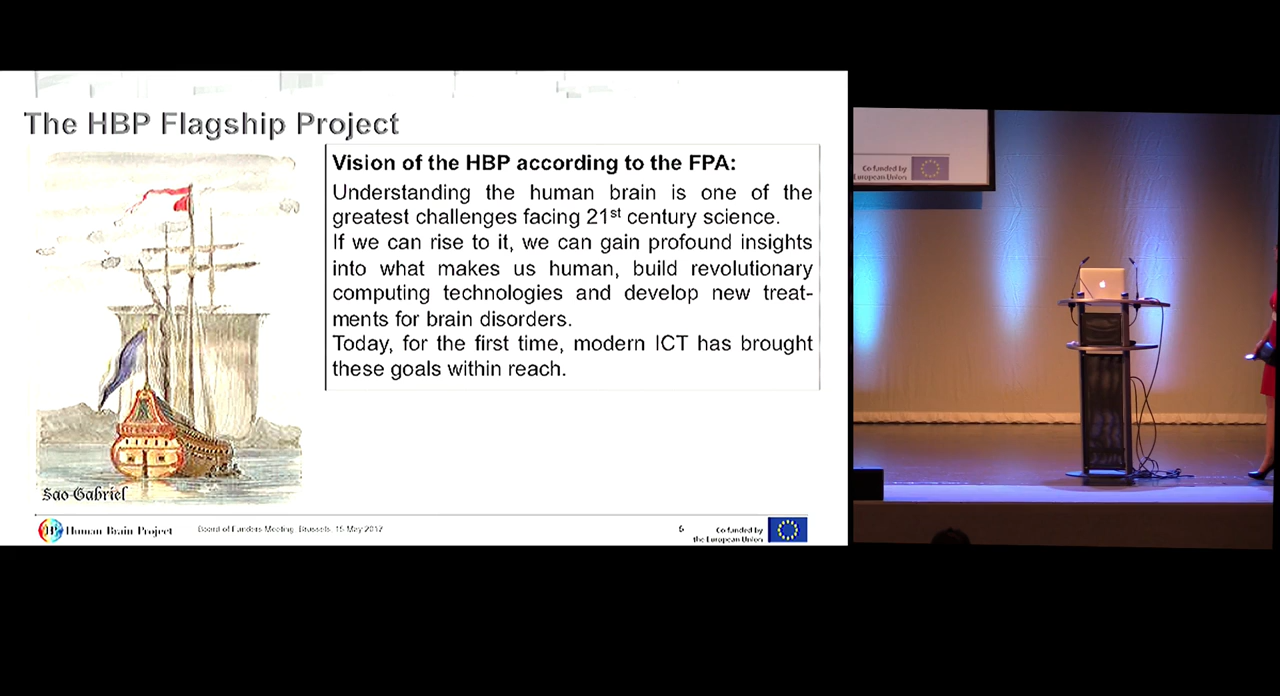 The HBP Flagship Project
Vision of the HBP according to the FPA:
Understanding the human brain is one of the
greatest challenges facing 21st century science.
If we can rise to it, we can gain profound insights
into what makes us human, build revolutionary
computing technologies and develop new treat-
ments for brain disorders.
Today, for the first time, modern ICT has brought
these goals within reach.
Sao Gabriel
Human Brain Project
Board of Funders Meeting, Brussels, 15 May 2017
6
Co-funded by
the European Union
Co-funded by
European Union